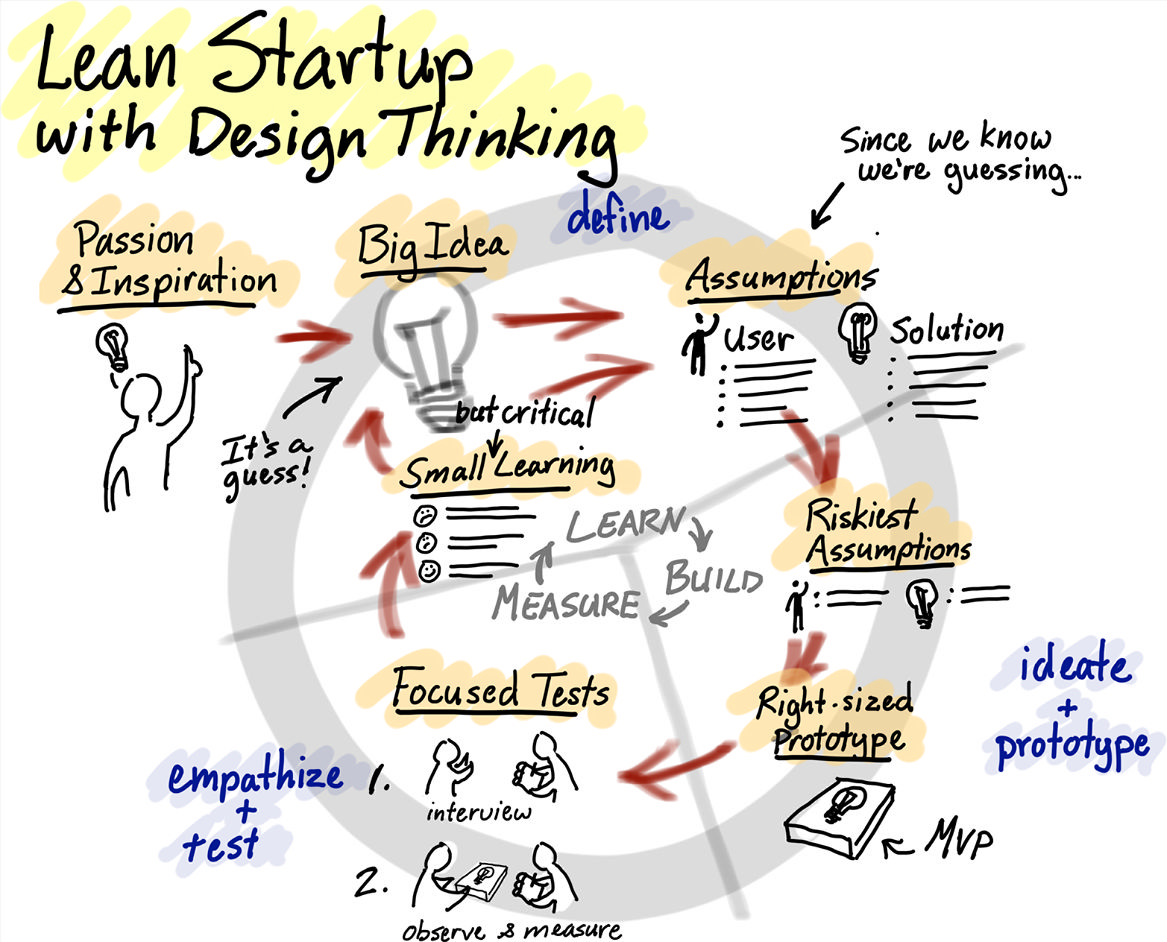 Lean Startup
with Design Thinking
Since we know
we're guessing...
define
Passion
& Inspiration
Big Idea
It's a
guess!
Assumptions
User
Solution
but critical
Small Learning
LEARN
BUILD
MEASURE
Riskiest
Assumptions
ideate
+
prototype
Right-sized
Prototype
MVP
Focused Tests
1.
interview
2.
observe & measure
empathize
+
test